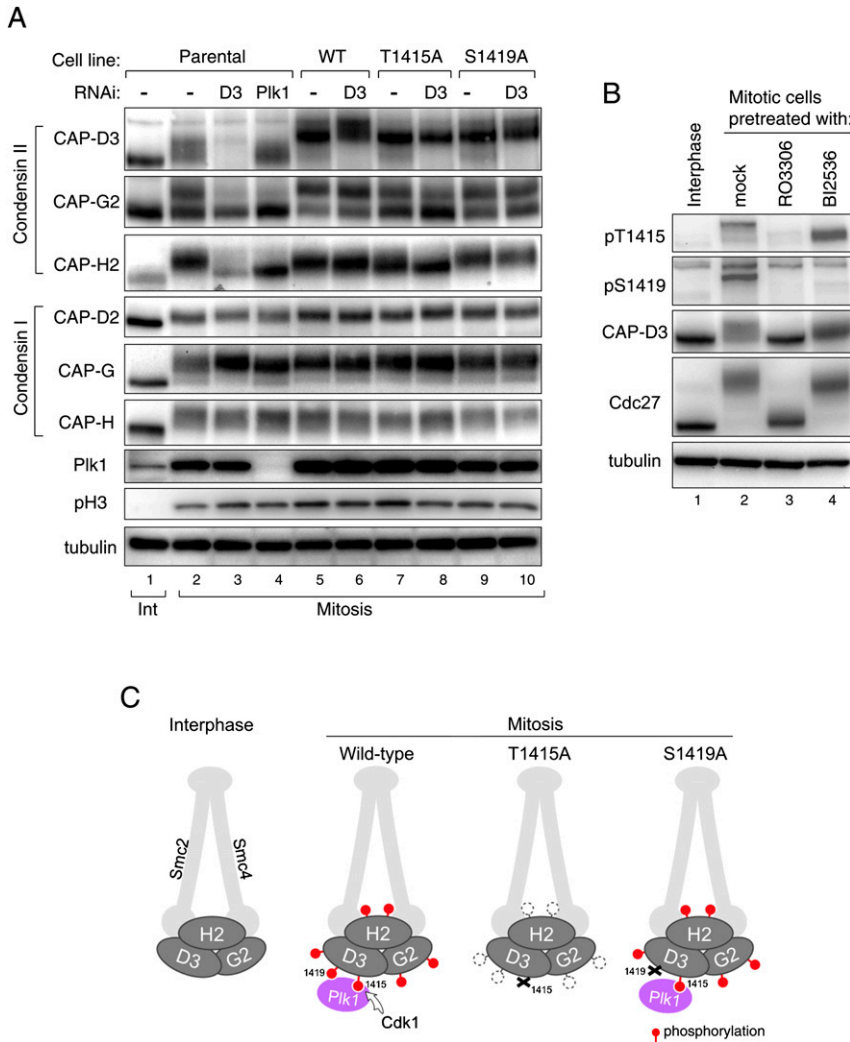 A
Cell line: Parental WT T1415A S1419A
RNAi: - - D3 Plk1 - D3 - D3 - D3
Condensin II
CAP-D3
CAP-G2
CAP-H2
Condensin I
CAP-D2
CAP-G
CAP-H
Plk1
pH3
tubulin
1 2 3 4 5 6 7 8 9 10
Int Mitosis
B
Mitotic cells
pretreated with:
Interphase mock RO3306 BI2536
pT1415
pS1419
CAP-D3
Cdc27
tubulin
1 2 3 4
C
Interphase Mitosis
Wild-type T1415A S1419A
Smc2 Smc4
H2 H2 H2 H2
D3 G2 D3 G2 D3 G2 D3 G2
1419 1415 1415 1419 1415
Plk1 Plk1
Cdk1
phosphorylation